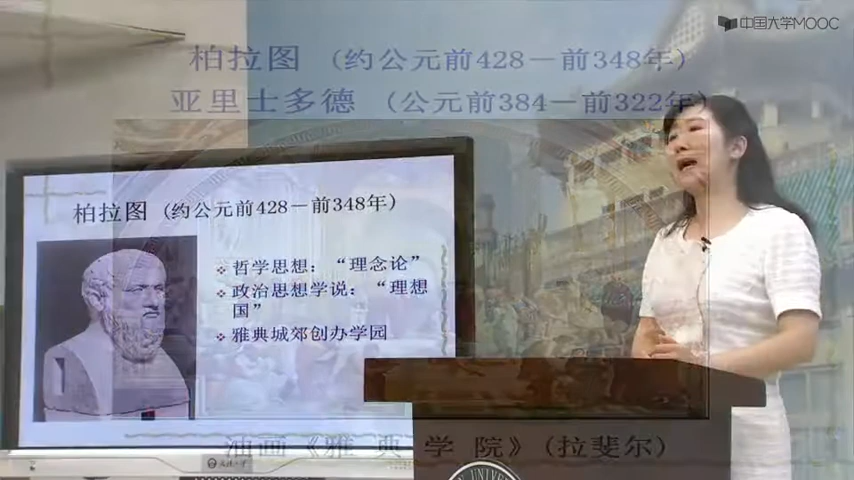 中国大学MOOC
柏拉图（约公元前428－前348年）
亚里士多德（公元前384－前322年）
柏拉图（约公元前428－前348年）
哲学思想：“理念论”
政治思想学说：“理想
国”
雅典城郊创办学园
油画《雅典学院》（拉斐尔）